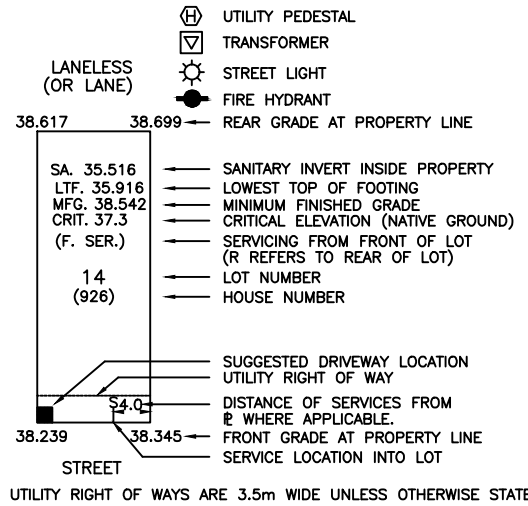 H UTILITY PEDESTAL
TRANSFORMER
STREET LIGHT
FIRE HYDRANT
LANELESS
(OR LANE)
38.617 38.699 REAR GRADE AT PROPERTY LINE
SA. 35.516 SANITARY INVERT INSIDE PROPERTY
LTF. 35.916 LOWEST TOP OF FOOTING
MFG. 38.542 MINIMUM FINISHED GRADE
CRIT. 37.3 CRITICAL ELEVATION (NATIVE GROUND)
(F. SER.) SERVICING FROM FRONT OF LOT
(R REFERS TO REAR OF LOT)
14 LOT NUMBER
(926) HOUSE NUMBER
SUGGESTED DRIVEWAY LOCATION
UTILITY RIGHT OF WAY
S4.0 DISTANCE OF SERVICES FROM
℄ WHERE APPLICABLE.
38.239 38.345 FRONT GRADE AT PROPERTY LINE
SERVICE LOCATION INTO LOT
STREET
UTILITY RIGHT OF WAYS ARE 3.5m WIDE UNLESS OTHERWISE STATE